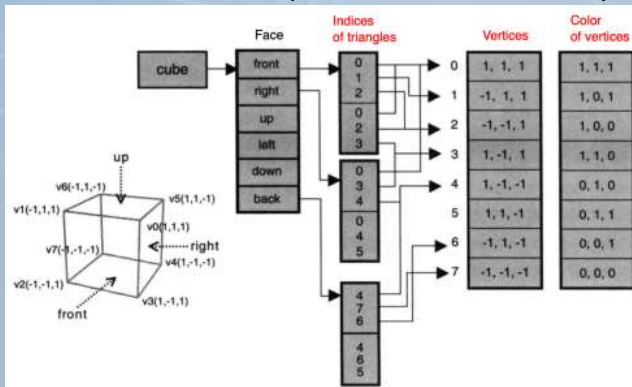 Face
Indices
of triangles
Vertices
Color
of vertices
cube
front
right
up
left
down
back
0
1
2
0
2
3
0
3
4
0
4
5
4
7
6
4
6
5
0
1
2
3
4
5
6
7
1, 1, 1
-1, 1, 1
-1, -1, 1
1, -1, 1
1, -1, -1
1, 1, -1
-1, 1, -1
-1, -1, -1
1, 1, 1
1, 0, 1
1, 0, 0
1, 1, 0
0, 1, 0
0, 1, 1
0, 0, 1
0, 0, 0
up
v6(-1,1,-1)
v5(1,1,-1)
v1(-1,1,1)
v0(1,1,1)
v7(-1,-1,-1)
right
v4(1,-1,-1)
v2(-1,-1,1)
v3(1,-1,1)
front